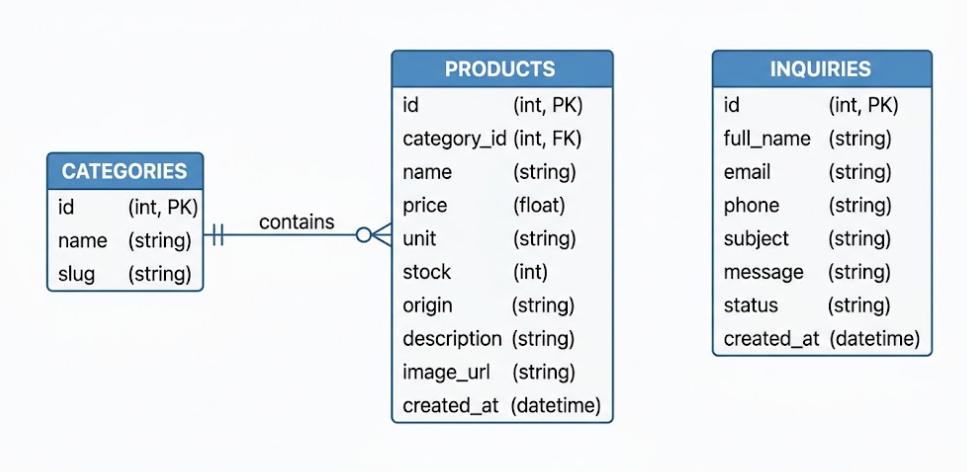 CATEGORIES
id (int, PK)
name (string)
slug (string)
contains
PRODUCTS
id (int, PK)
category_id (int, FK)
name (string)
price (float)
unit (string)
stock (int)
origin (string)
description (string)
image_url (string)
created_at (datetime)
INQUIRIES
id (int, PK)
full_name (string)
email (string)
phone (string)
subject (string)
message (string)
status (string)
created_at (datetime)